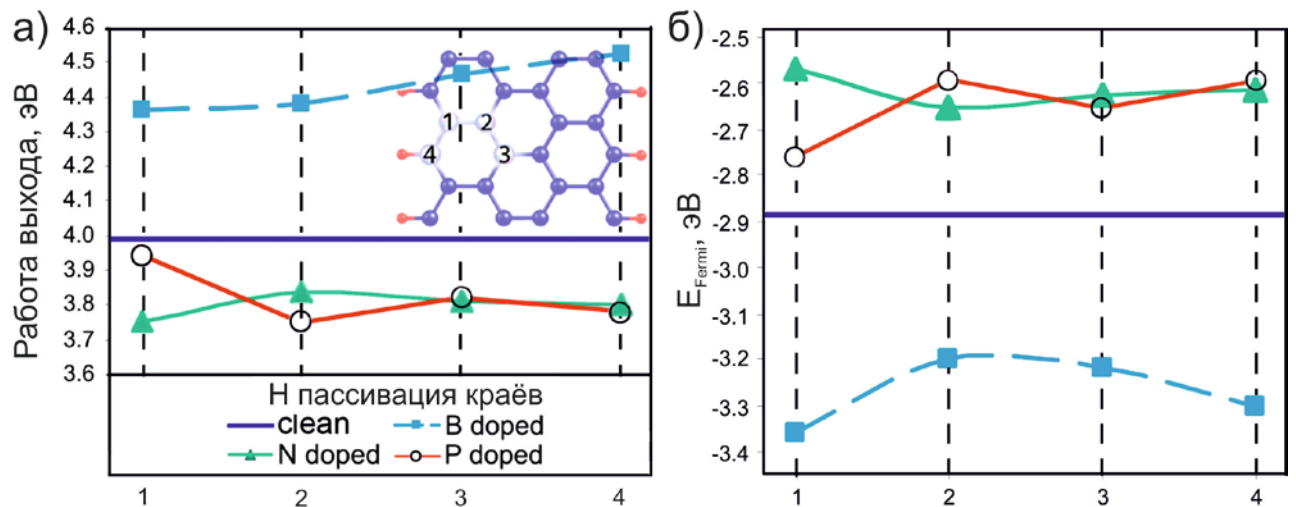 а)
Работа выхода, эВ
4.6
4.5
4.4
4.3
4.2
4.1
4.0
3.9
3.8
3.7
3.6
1 2
4 3
Н пассивация краёв
clean
B doped
N doped
P doped
1 2 3 4
б)
E_Fermi, эВ
-2.5
-2.6
-2.7
-2.8
-2.9
-3.0
-3.1
-3.2
-3.3
-3.4
1 2 3 4